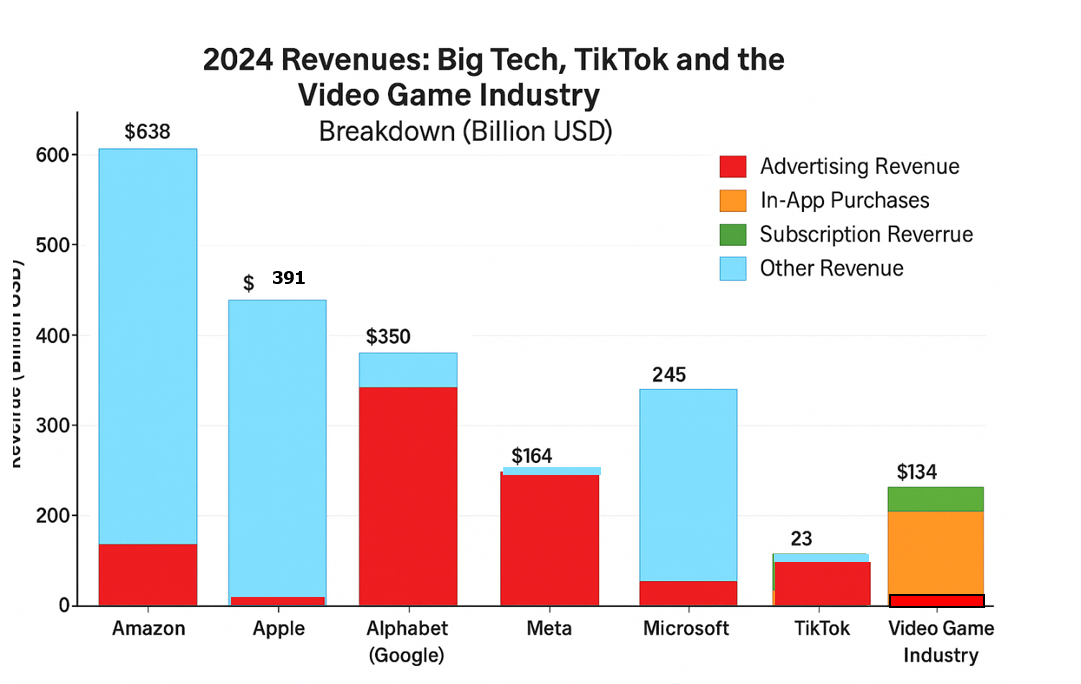 2024 Revenues: Big Tech, TikTok and the
Video Game Industry
Breakdown (Billion USD)
Advertising Revenue
In-App Purchases
Subscription Reverrue
Other Revenue
600
500
400
300
200
0
$638
$ 391
$350
$164
245
23
$134
Amazon
Apple
Alphabet
(Google)
Meta
Microsoft
TikTok
Video Game
Industry